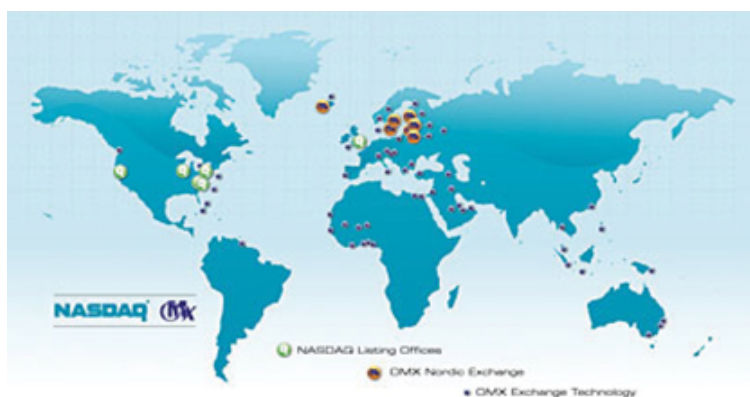 NASDAQ OMX
NASDAQ Listing Offices
OMX Nordic Exchange
OMX Exchange Technology